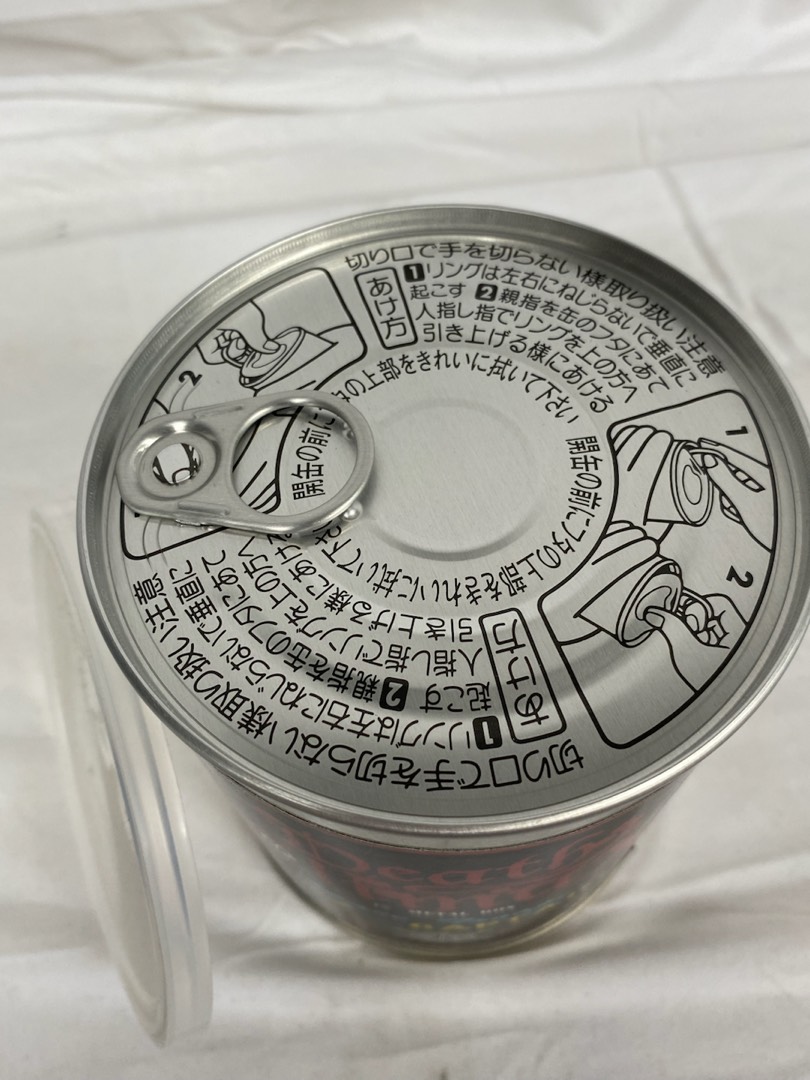 切り口で手を切らない様取り扱い注意
あけ方
1 リングは左右にねじらないで垂直に
起こす 2 親指を缶のフタにあて
人指し指でリングを上の方へ
引き上げる様にあける
開缶の前に
の上部をきれいに拭いて下さい
開缶の前にフタの上部をきれいに拭いて下さ
1
2
2
切り口で手を切らない様取り扱い注意
あけ方
1 リングは左右にねじらないで垂直に
起こす 2 親指を缶のフタにあて
人指し指でリングを上の方へ
引き上げる様にあけ